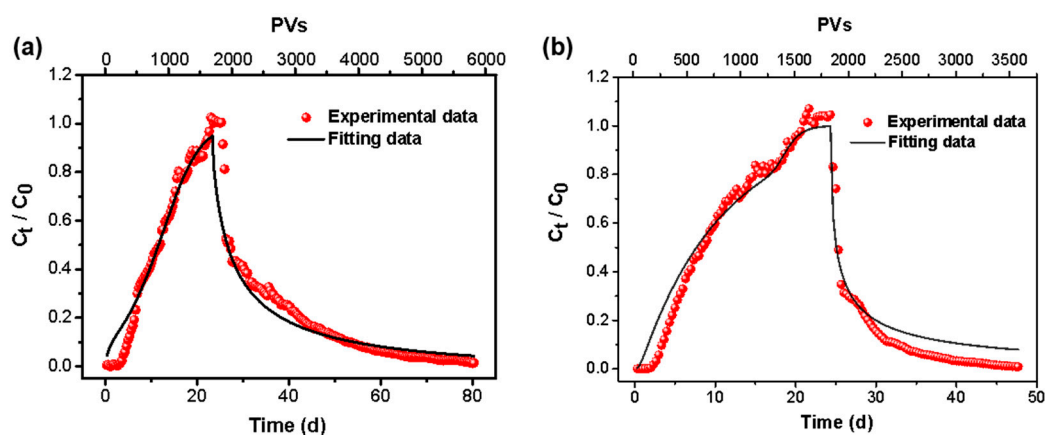 (a)
PVs
0 1000 2000 3000 4000 5000 6000
1.2
1.0
0.8
0.6
0.4
0.2
0.0
Ct / C0
Experimental data
Fitting data
0 20 40 60 80
Time (d)
(b)
PVs
0 500 1000 1500 2000 2500 3000 3500
1.2
1.0
0.8
0.6
0.4
0.2
0.0
Ct / C0
Experimental data
Fitting data
0 10 20 30 40 50
Time (d)